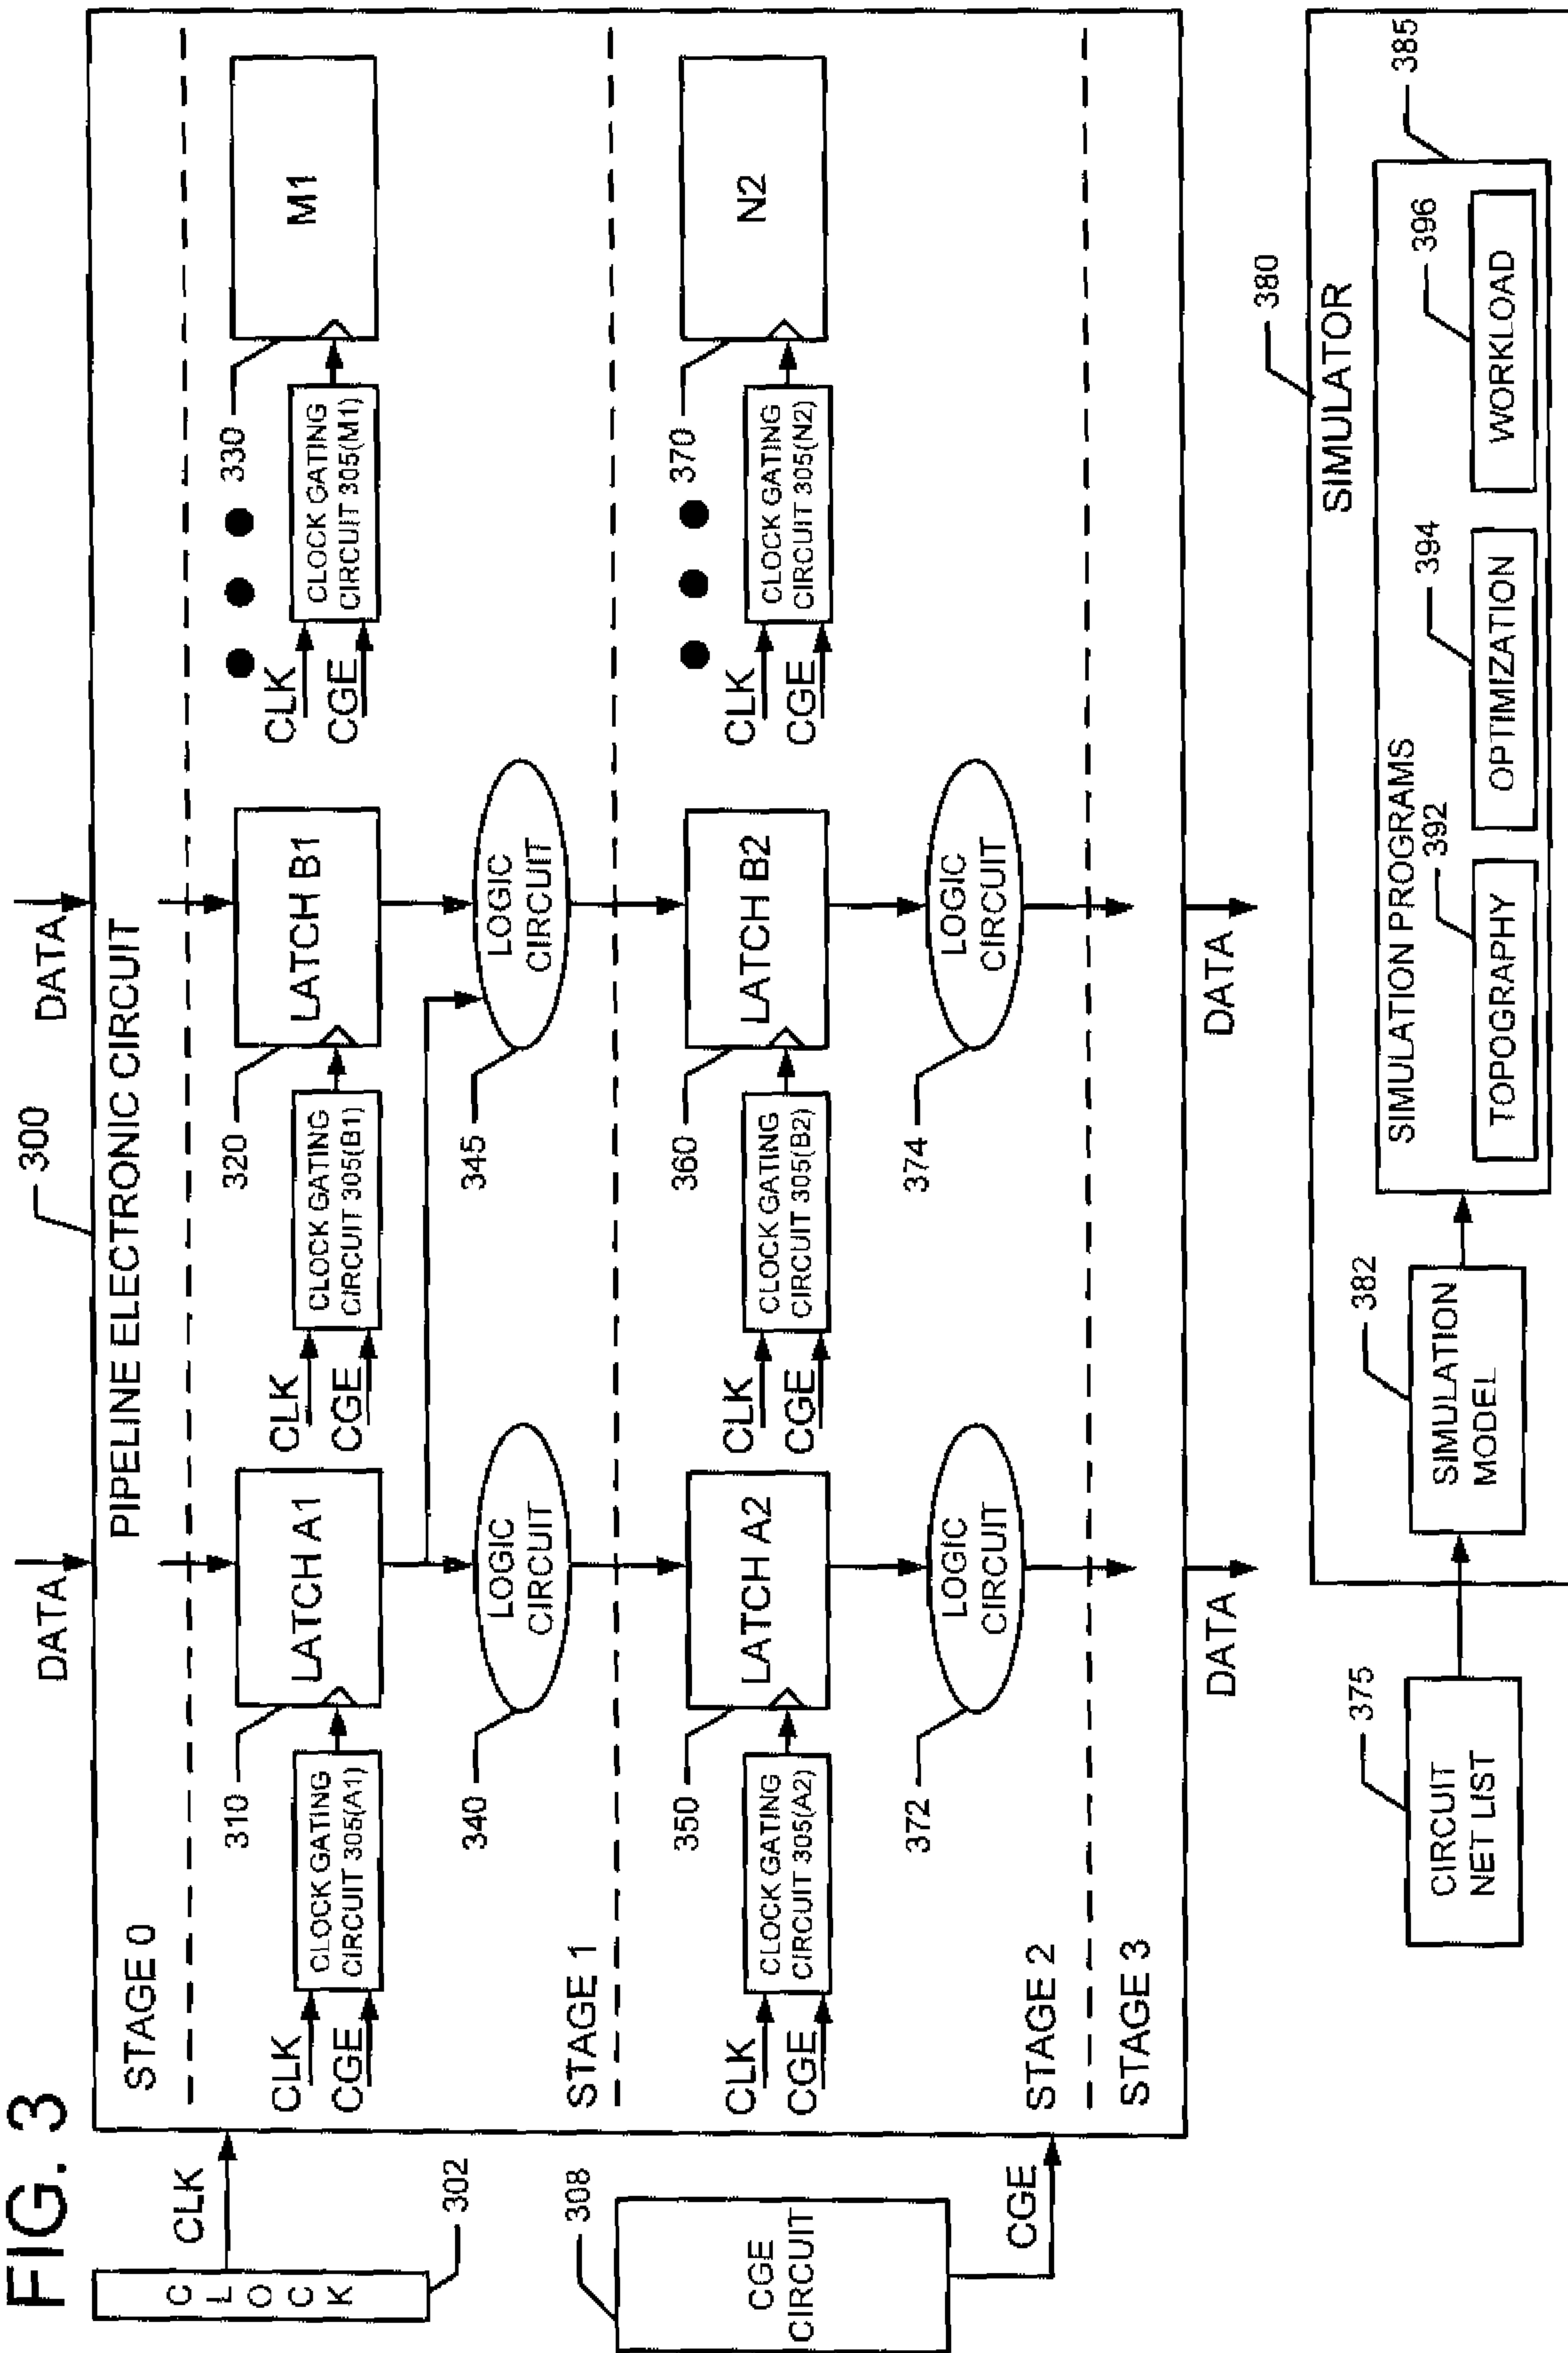 FIG. 3
300
DATA
DATA
PIPELINE ELECTRONIC CIRCUIT
CLOCK
CLK
302
STAGE 0
310
LATCH A1
320
LATCH B1
330
M1
CLK
CGE
CLOCK GATING
CIRCUIT 305(A1)
CLK
CGE
CLOCK GATING
CIRCUIT 305(B1)
CLK
CGE
CLOCK GATING
CIRCUIT 305(M1)
340
LOGIC
CIRCUIT
345
LOGIC
CIRCUIT
STAGE 1
308
CGE
CIRCUIT
CGE
350
LATCH A2
360
LATCH B2
370
N2
CLK
CGE
CLOCK GATING
CIRCUIT 305(A2)
CLK
CGE
CLOCK GATING
CIRCUIT 305(B2)
CLK
CGE
CLOCK GATING
CIRCUIT 305(N2)
372
LOGIC
CIRCUIT
374
LOGIC
CIRCUIT
STAGE 2
STAGE 3
DATA
DATA
380
SIMULATOR
375
CIRCUIT
NET LIST
382
SIMULATION
MODEL
385
SIMULATION PROGRAMS
392
TOPOGRAPHY
394
OPTIMIZATION
396
WORKLOAD